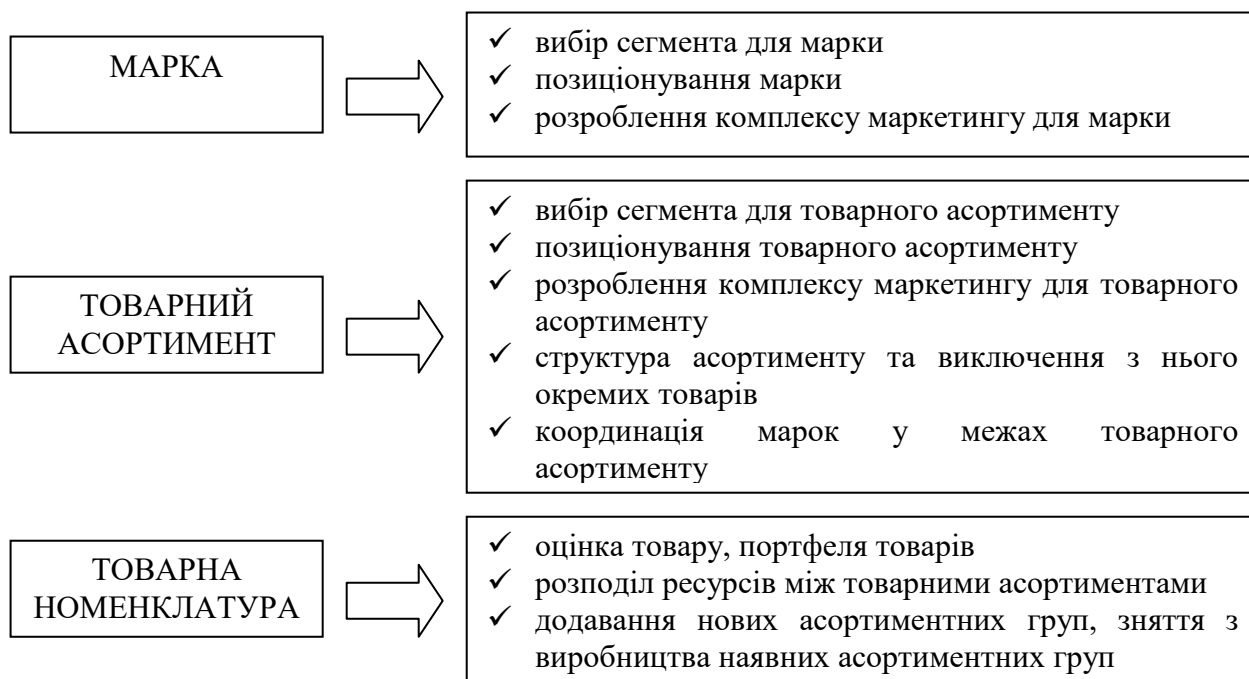 МАРКА
✓ вибір сегмента для марки
✓ позиціонування марки
✓ розроблення комплексу маркетингу для марки
ТОВАРНИЙ
АСОРТИМЕНТ
✓ вибір сегмента для товарного асортименту
✓ позиціонування товарного асортименту
✓ розроблення комплексу маркетингу для товарного
асортименту
✓ структура асортименту та виключення з нього
окремих товарів
✓ координація марок у межах товарного
асортименту
ТОВАРНА
НОМЕНКЛАТУРА
✓ оцінка товару, портфеля товарів
✓ розподіл ресурсів між товарними асортиментами
✓ додавання нових асортиментних груп, зняття з
виробництва наявних асортиментних груп